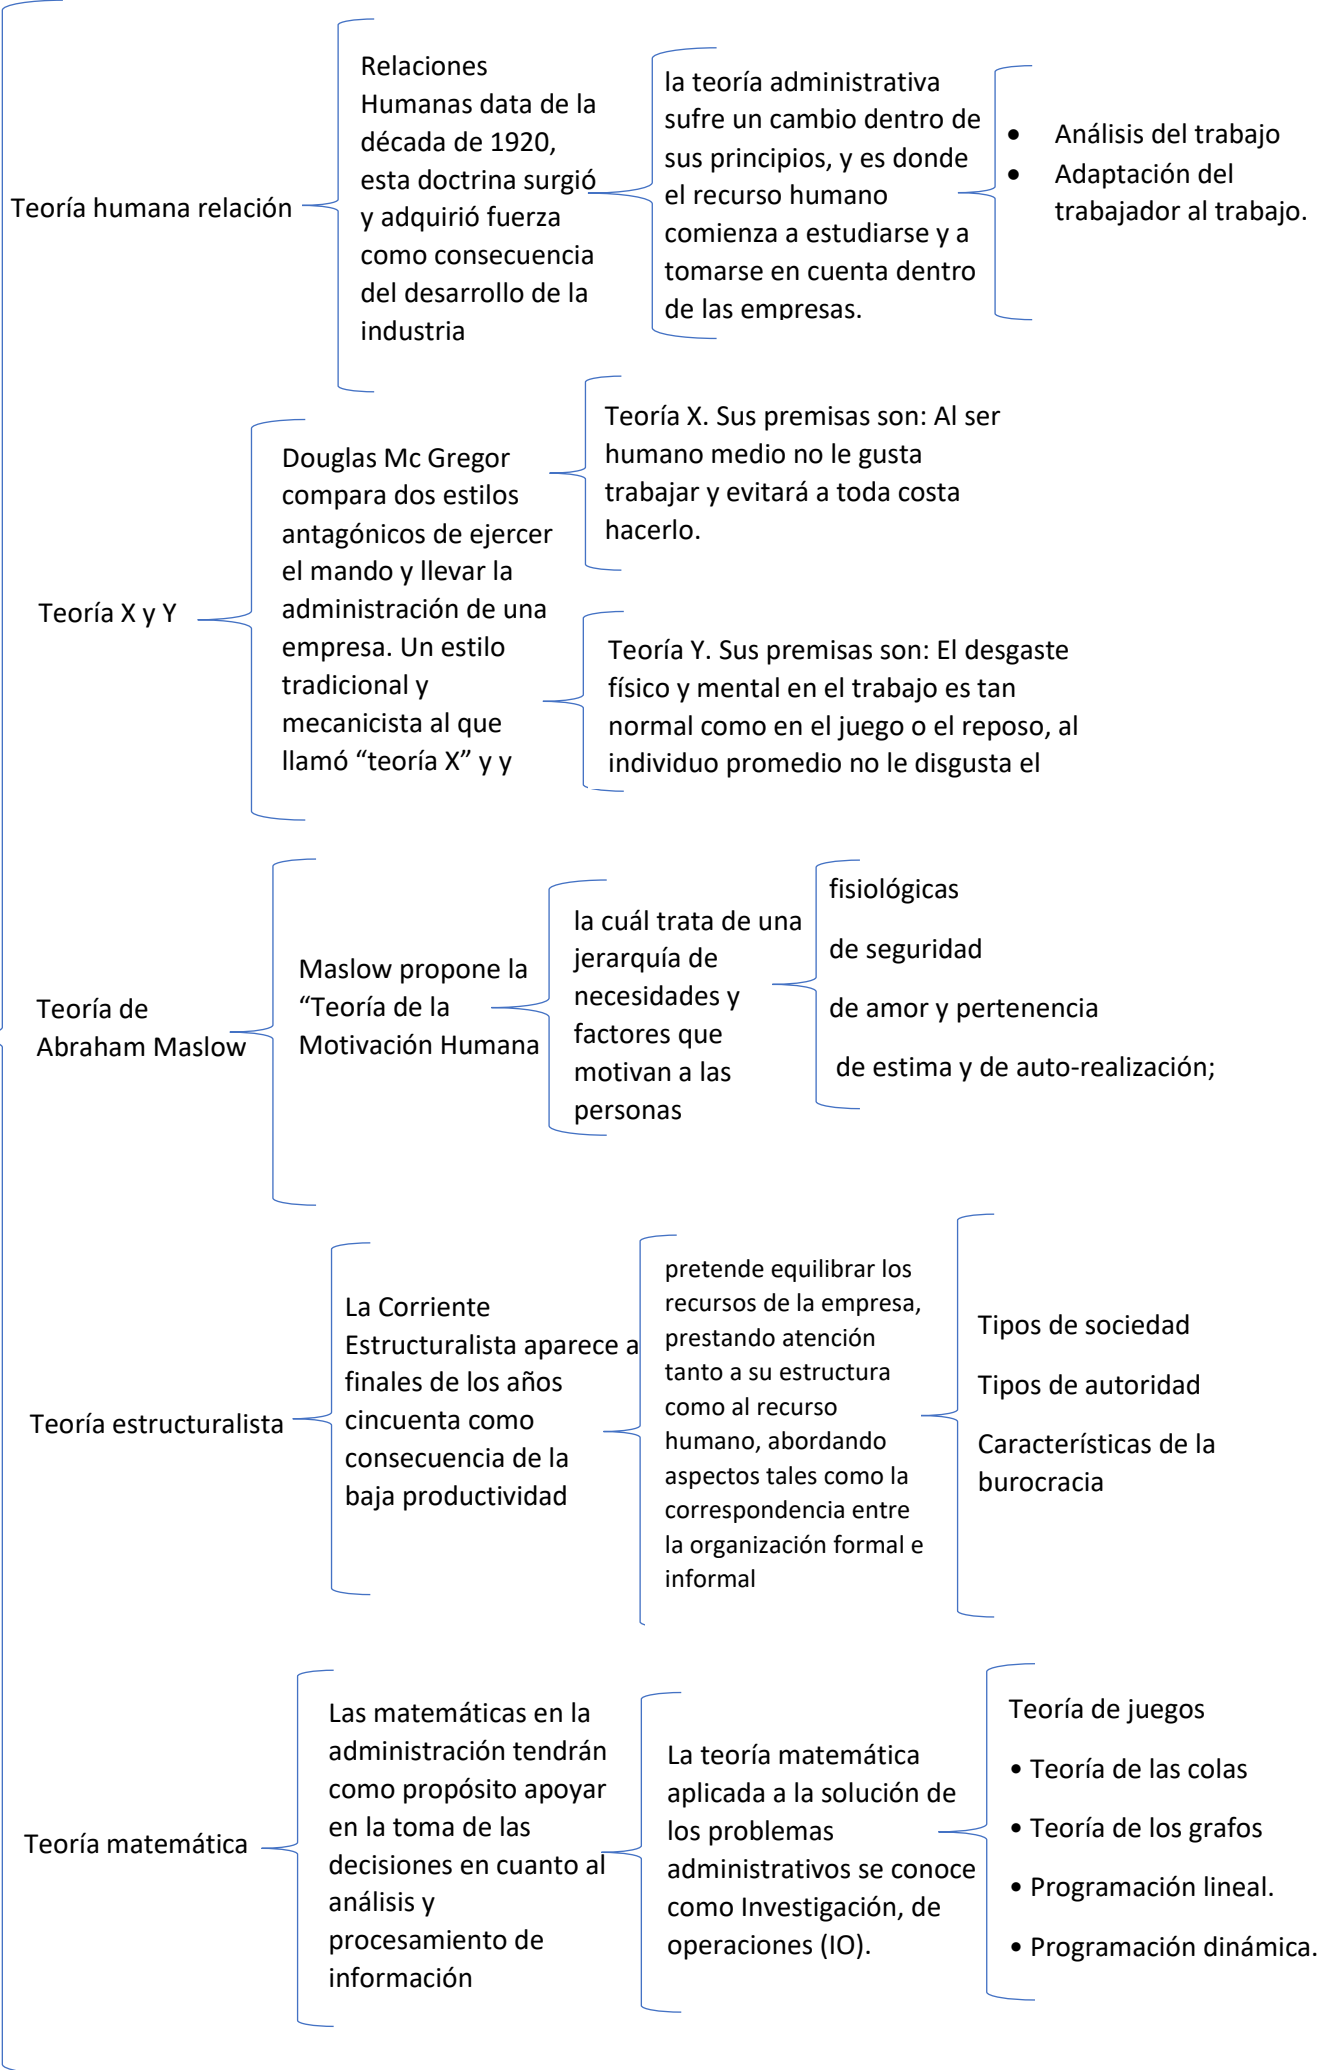 Teoría humana relación
Relaciones
Humanas data de la
década de 1920,
esta doctrina surgió
y adquirió fuerza
como consecuencia
del desarrollo de la
industria
la teoría administrativa
sufre un cambio dentro de
sus principios, y es donde
el recurso humano
comienza a estudiarse y a
tomarse en cuenta dentro
de las empresas.
• Análisis del trabajo
• Adaptación del
trabajador al trabajo.
Teoría X y Y
Douglas Mc Gregor
compara dos estilos
antagónicos de ejercer
el mando y llevar la
administración de una
empresa. Un estilo
tradicional y
mecanicista al que
llamó “teoría X” y y
Teoría X. Sus premisas son: Al ser
humano medio no le gusta
trabajar y evitará a toda costa
hacerlo.
Teoría Y. Sus premisas son: El desgaste
físico y mental en el trabajo es tan
normal como en el juego o el reposo, al
individuo promedio no le disgusta el
Teoría de
Abraham Maslow
Maslow propone la
“Teoría de la
Motivación Humana
la cuál trata de una
jerarquía de
necesidades y
factores que
motivan a las
personas
fisiológicas
de seguridad
de amor y pertenencia
de estima y de auto-realización;
Teoría estructuralista
La Corriente
Estructuralista aparece a
finales de los años
cincuenta como
consecuencia de la
baja productividad
pretende equilibrar los
recursos de la empresa,
prestando atención
tanto a su estructura
como al recurso
humano, abordando
aspectos tales como la
correspondencia entre
la organización formal e
informal
Tipos de sociedad
Tipos de autoridad
Característícas de la
burocracia
Teoría matemática
Las matemáticas en la
administración tendrán
como propósito apoyar
en la toma de las
decisiones en cuanto al
análisis y
procesamiento de
información
La teoría matemática
aplicada a la solución de
los problemas
administrativos se conoce
como Investigación, de
operaciones (IO).
Teoría de juegos
• Teoría de las colas
• Teoría de los grafos
• Programación lineal.
• Programación dinámica.